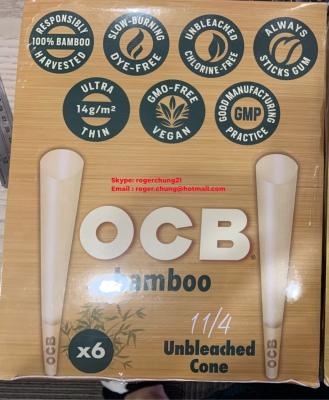 RESPONSIBLY
100% BAMBOO
HARVESTED
SLOW-BURNING
DYE-FREE
UNBLEACHED
CHLORINE-FREE
ALWAYS
STICKS GUM
ULTRA
14g/m²
THIN
GMO-FREE
VEGAN
GOOD MANUFACTURING
GMP
PRACTICE
Skype: rogerchung21
Email : roger.chung@hotmail.com
OCB®
bamboo
OCB
x6
11/4
Unbleached
Cone
OCB